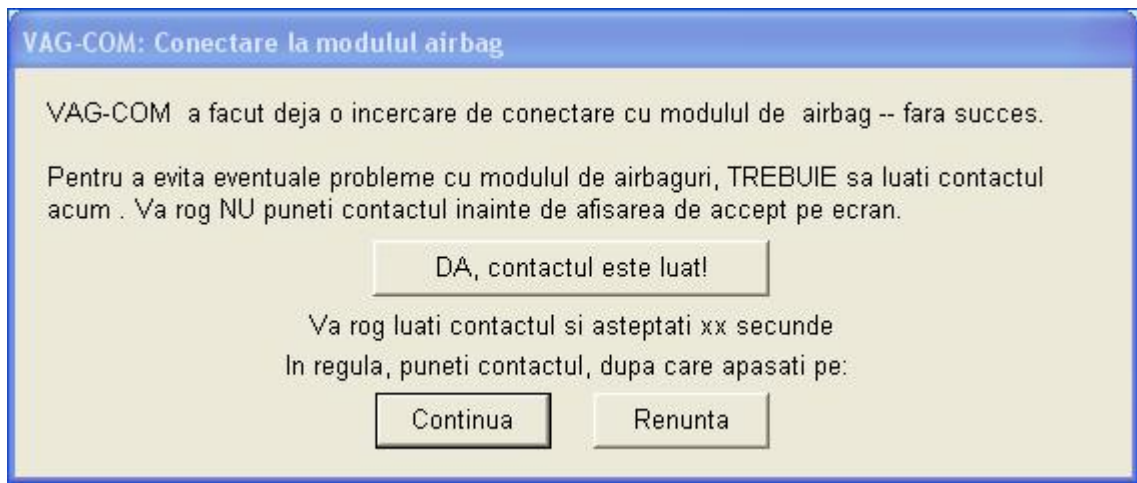 VAG-COM: Conectare la modulul airbag
VAG-COM a facut deja o incercare de conectare cu modulul de airbag -- fara succes.
Pentru a evita eventuale probleme cu modulul de airbaguri, TREBUIE sa luati contactul
acum . Va rog NU puneti contactul inainte de afisarea de accept pe ecran.
DA, contactul este luat!
Va rog luati contactul si asteptati xx secunde
In regula, puneti contactul, dupa care apasati pe:
Continua
Renunta